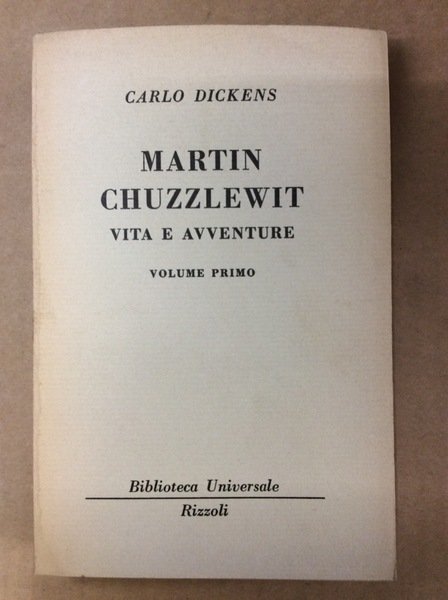 CARLO DICKENS
MARTIN
CHUZZLEWIT
VITA E AVVENTURE
VOLUME PRIMO
Biblioteca Universale
Rizzoli